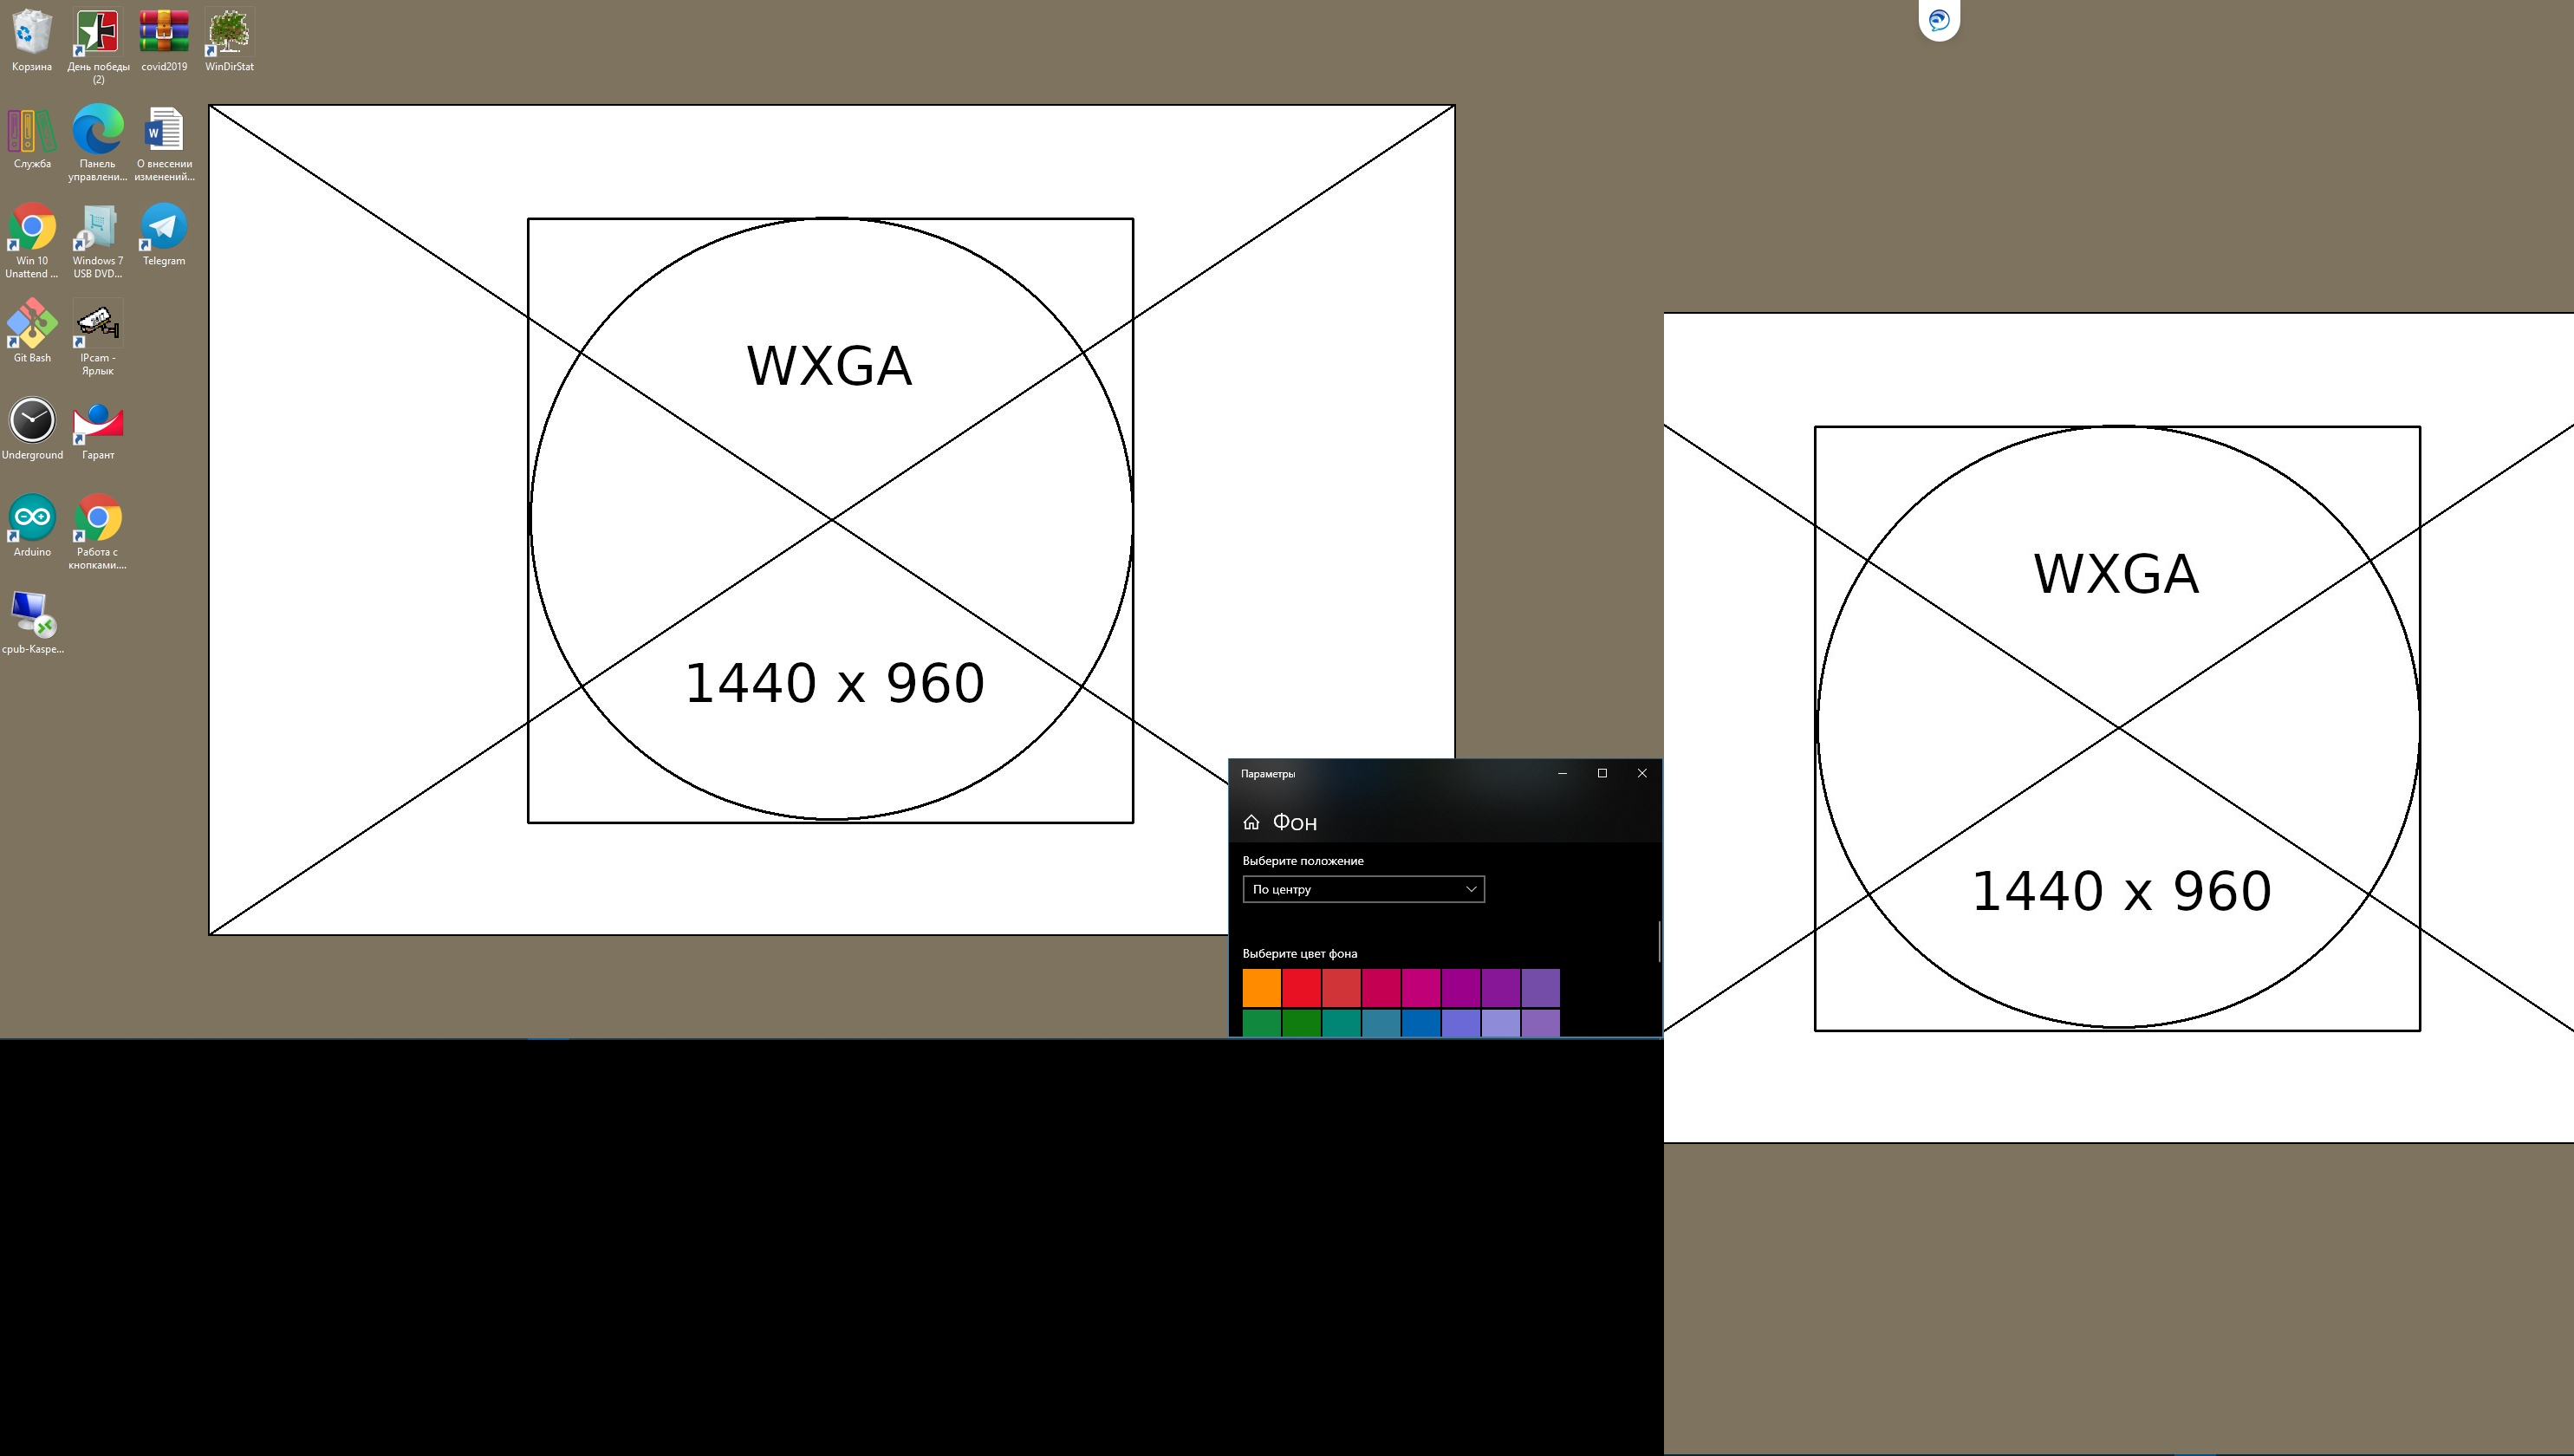 Корзина
День победы
(2)
covid2019
WinDirStat
Служба
Панель
управлени...
О внесении
изменений...
W
Win 10
Unattend ...
Windows 7
USB DVD...
Telegram
Git Bash
IPcam -
Ярлык
24/7
Underground
Гарант
Arduino
Работа с
кнопками....
cpub-Kaspe...
WXGA
1440 x 960
Параметры
Фон
Выберите положение
По центру
Выберите цвет фона
WXGA
1440 x 960